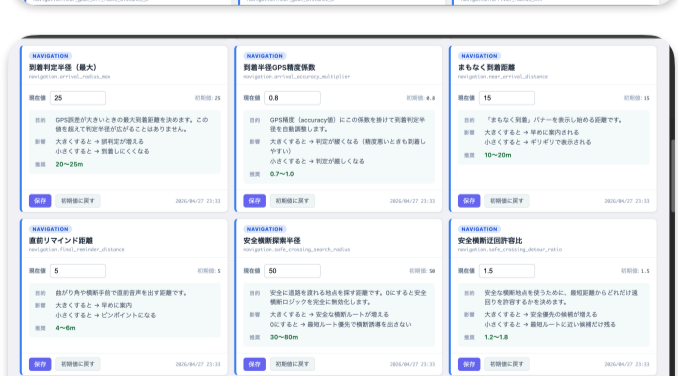 NAVIGATION
到着判定半径（最大）
navigation.arrival_radius_max
現在値 25 初期値: 25
目的 GPS誤差が大きいときの最大到着距離を決めます。この
値を超えて判定半径が広がることはありません。
影響 大きくすると → 誤判定が増える
小さくすると → 到着しにくくなる
推奨 20〜25m
保存 初期値に戻す 2026/04/27 23:33
NAVIGATION
到着半径GPS精度係数
navigation.arrival_accuracy_multiplier
現在値 0.8 初期値: 0.8
目的 GPS精度（accuracy値）にこの係数を掛けて到着判定半
径を自動調整します。
影響 大きくすると → 判定が緩くなる（精度悪いときも到着し
やすい）
小さくすると → 判定が厳しくなる
推奨 0.7〜1.0
保存 初期値に戻す 2026/04/27 23:33
NAVIGATION
まもなく到着距離
navigation.near_arrival_distance
現在値 15 初期値: 15
目的 「まもなく到着」バナーを表示し始める距離です。
影響 大きくすると → 早めに案内される
小さくすると → ギリギリで表示される
推奨 10〜20m
保存 初期値に戻す 2026/04/27 23:33
NAVIGATION
直前リマインド距離
navigation.final_reminder_distance
現在値 5 初期値: 5
目的 曲がり角や横断手前で直前音声を出す距離です。
影響 大きくすると → 早めに案内
小さくすると → ピンポイントになる
推奨 4〜6m
保存 初期値に戻す 2026/04/27 23:33
NAVIGATION
安全横断探索半径
navigation.safe_crossing_search_radius
現在値 50 初期値: 50
目的 安全に道路を渡れる地点を探す距離です。0にすると安全
横断ロジックを完全に無効化します。
影響 大きくすると → 安全な横断ルートが増える
0にすると → 最短ルート優先で横断誘導を出さない
推奨 30〜80m
保存 初期値に戻す 2026/04/27 23:33
NAVIGATION
安全横断迂回許容比
navigation.safe_crossing_detour_ratio
現在値 1.5 初期値: 1.5
目的 安全な横断地点を使うために、最短距離からどれだけ遠
回りを許容するかを決めます。
影響 大きくすると → 安全優先の候補が増える
小さくすると → 最短ルートに近い候補だけ残る
推奨 1.2〜1.8
保存 初期値に戻す 2026/04/27 23:33